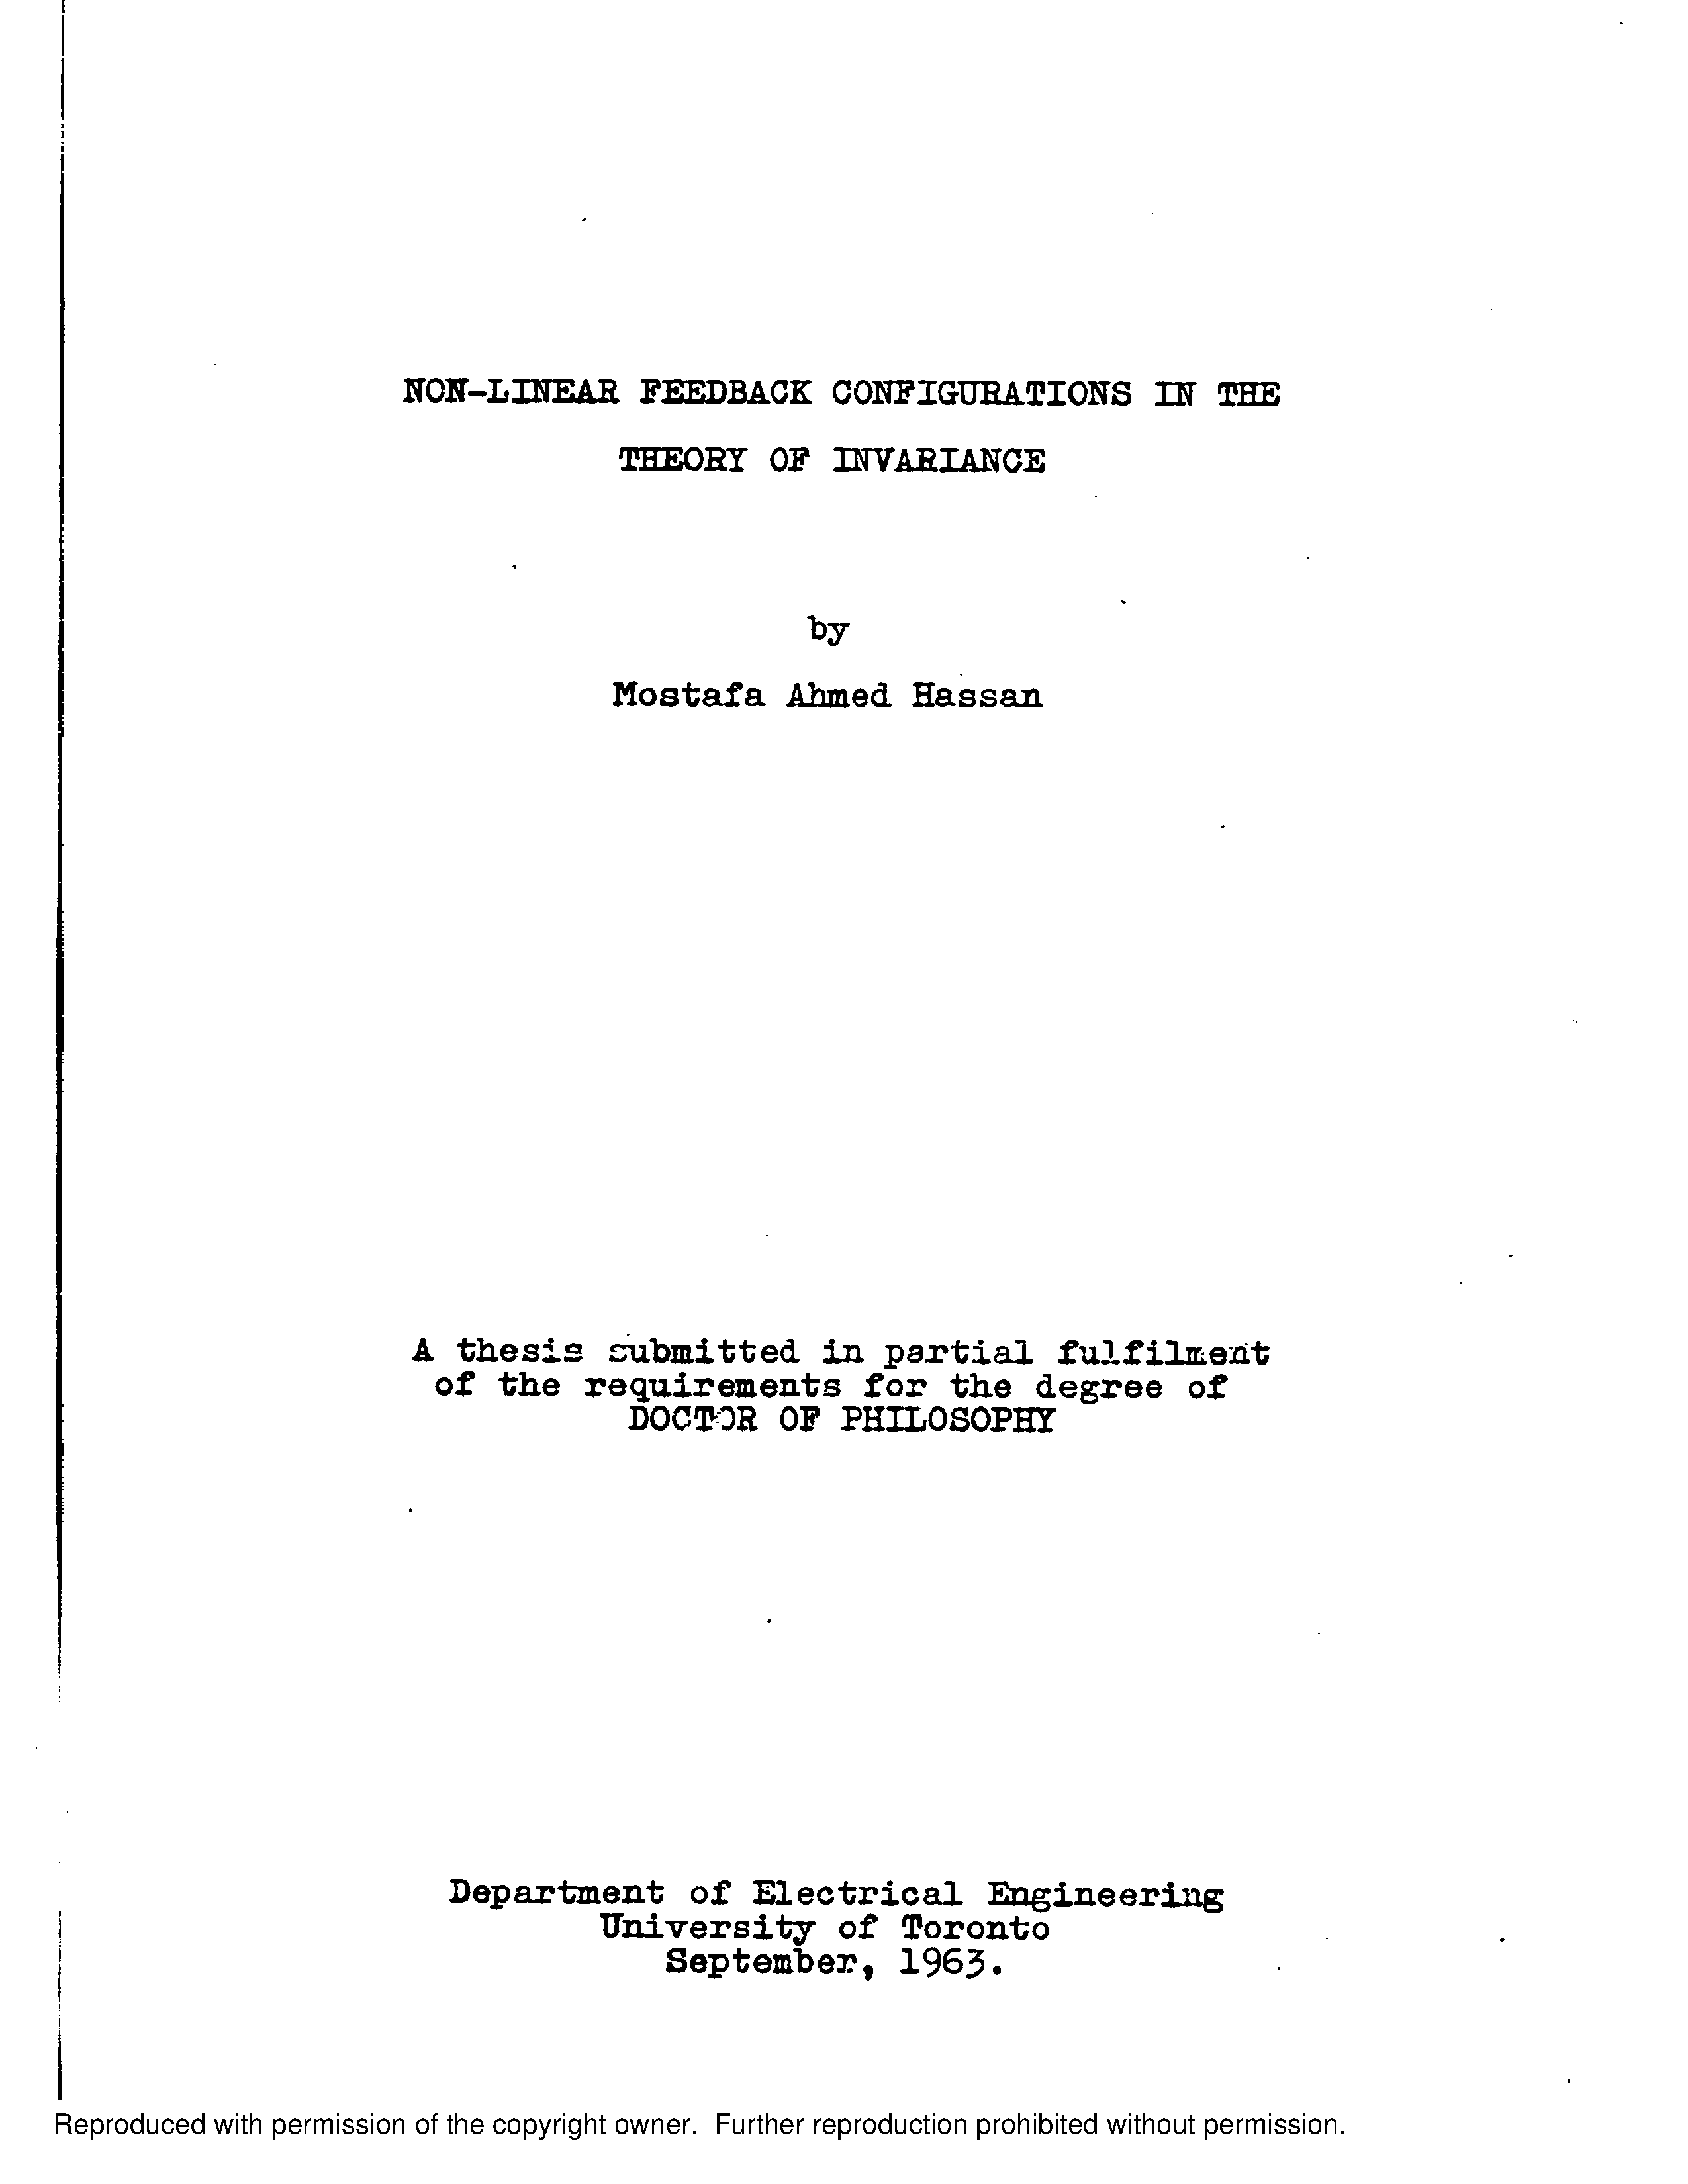 NON-LINEAR FEEDBACK CONFIGURATIONS IN THE
THEORY OF INVARIANCE
by
Mostafa Ahmed Hassan
A thesis submitted in partial fulfilment
of the requirements for the degree of
DOCTOR OF PHILOSOPHY
Department of Electrical Engineering
University of Toronto
September, 1963.
Reproduced with permission of the copyright owner. Further reproduction prohibited without permission.